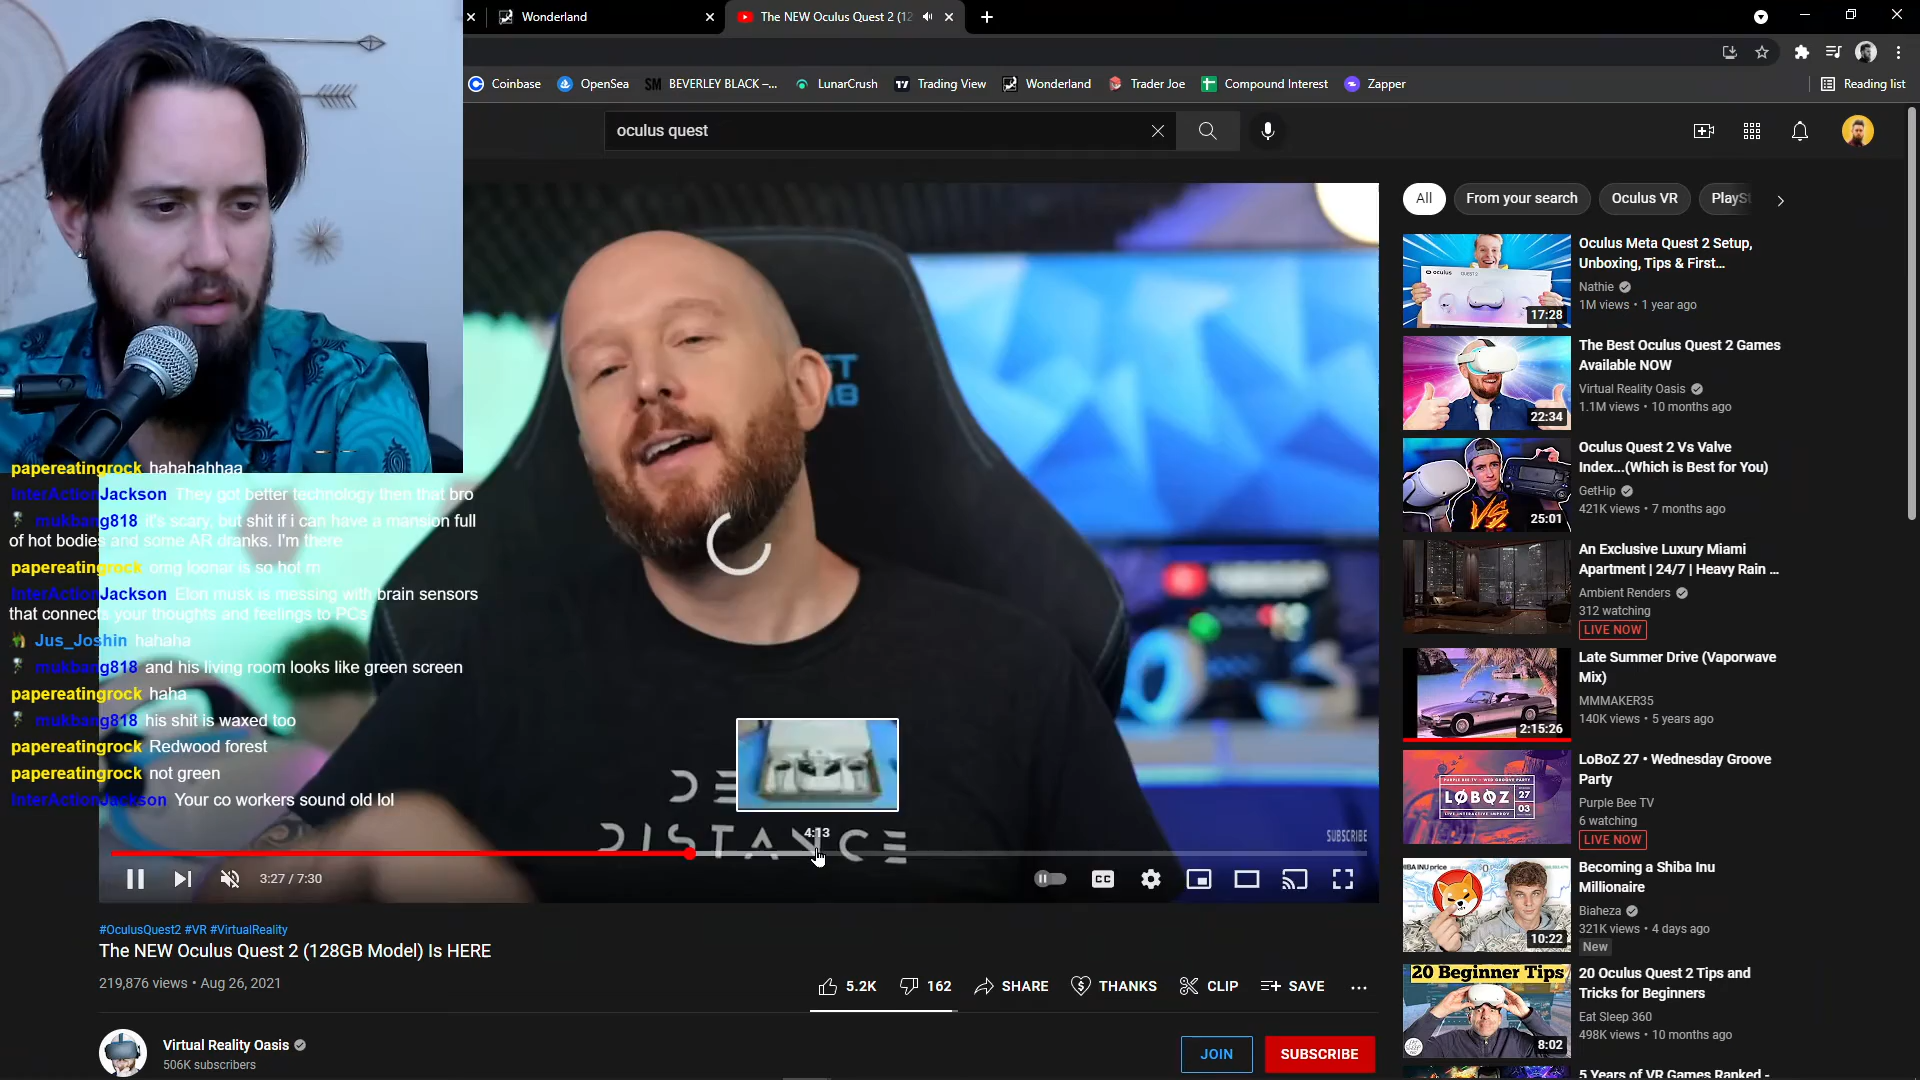 Wonderland
The NEW Oculus Quest 2 (12
Coinbase
OpenSea
SM BEVERLEY BLACK –...
LunarCrush
Trading View
Wonderland
Trader Joe
Compound Interest
Zapper
Reading list
oculus quest
All
From your search
Oculus VR
PlaySt
Oculus Meta Quest 2 Setup,
Unboxing, Tips & First...
Nathie
1M views • 1 year ago
17:28
The Best Oculus Quest 2 Games
Available NOW
Virtual Reality Oasis
1.1M views • 10 months ago
22:34
Oculus Quest 2 Vs Valve
Index...(Which is Best for You)
GetHip
421K views • 7 months ago
VS
25:01
An Exclusive Luxury Miami
Apartment | 24/7 | Heavy Rain ...
Ambient Renders
312 watching
LIVE NOW
Late Summer Drive (Vaporwave
Mix)
MMMAKER35
140K views • 5 years ago
2:15:26
LoBoZ 27 • Wednesday Groove
Party
Purple Bee TV
6 watching
LIVE NOW
LØBØZ
27
03
Becoming a Shiba Inu
Millionaire
Biaheza
321K views • 4 days ago
New
10:22
20 Oculus Quest 2 Tips and
Tricks for Beginners
Eat Sleep 360
498K views • 10 months ago
20 Beginner Tips
8:02
5 Years of VR Games Ranked -
papereatingrock hahahahhaa
InterActionJackson They got better technology then that bro
mukbang818 it's scary, but shit if i can have a mansion full
of hot bodies and some AR dranks. I'm there
papereatingrock omg loonar is so hot rn
InterActionJackson Elon musk is messing with brain sensors
that connects your thoughts and feelings to PCs
Jus_Joshin hahaha
mukbang818 and his living room looks like green screen
papereatingrock haha
mukbang818 his shit is waxed too
papereatingrock Redwood forest
papereatingrock not green
InterActionJackson Your co workers sound old lol
DISTANCE
4:13
SUBSCRIBE
3:27 / 7:30
CC
#OculusQuest2 #VR #VirtualReality
The NEW Oculus Quest 2 (128GB Model) Is HERE
219,876 views • Aug 26, 2021
5.2K
162
SHARE
THANKS
CLIP
SAVE
Virtual Reality Oasis
506K subscribers
JOIN
SUBSCRIBE